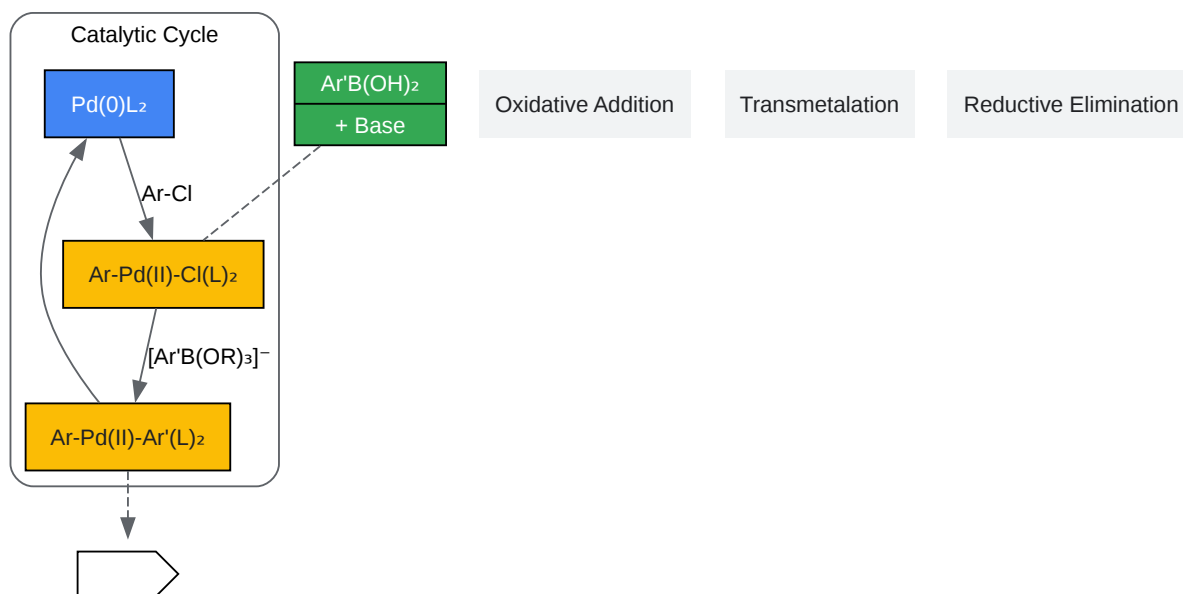 Catalytic Cycle
Pd(0)L₂
Ar'B(OH)₂
+ Base
Oxidative Addition
Transmetalation
Reductive Elimination
Ar-Cl
Ar-Pd(II)-Cl(L)₂
[Ar'B(OR)₃]⁻
Ar-Pd(II)-Ar'(L)₂